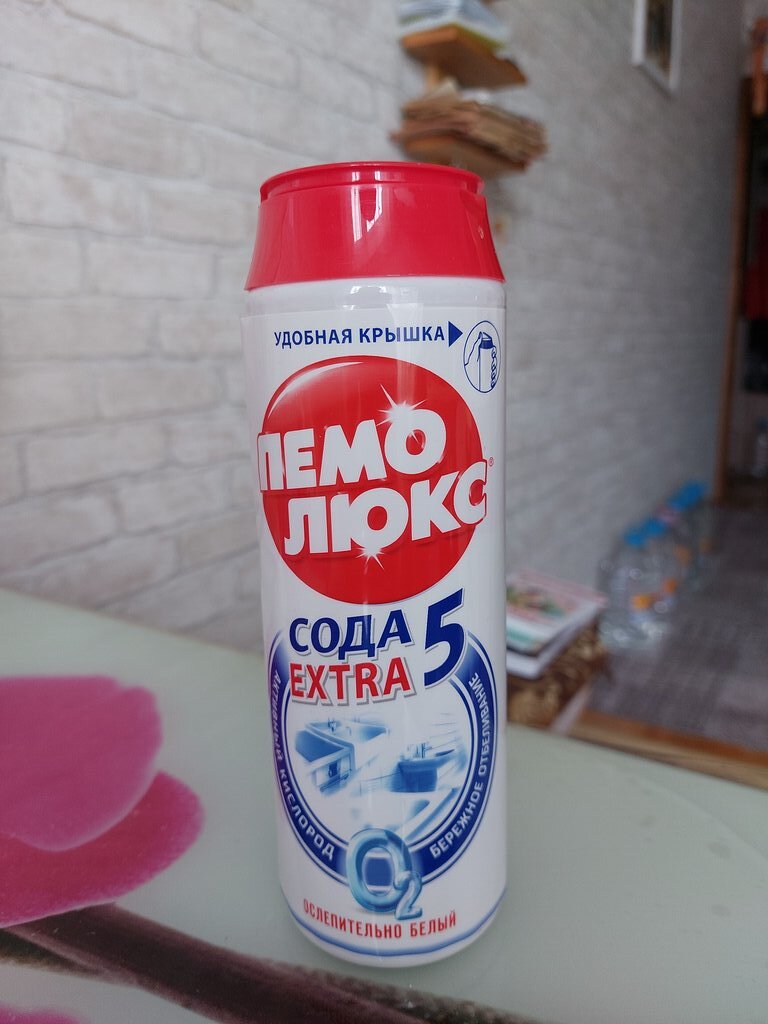 УДОБНАЯ КРЫШКА
ПЕМО
ЛЮКС®
СОДА 5
EXTRA
АКТИВНЫЙ КИСЛОРОД
БЕРЕЖНОЕ ОТБЕЛИВАНИЕ
O2
ОСЛЕПИТЕЛЬНО БЕЛЫЙ